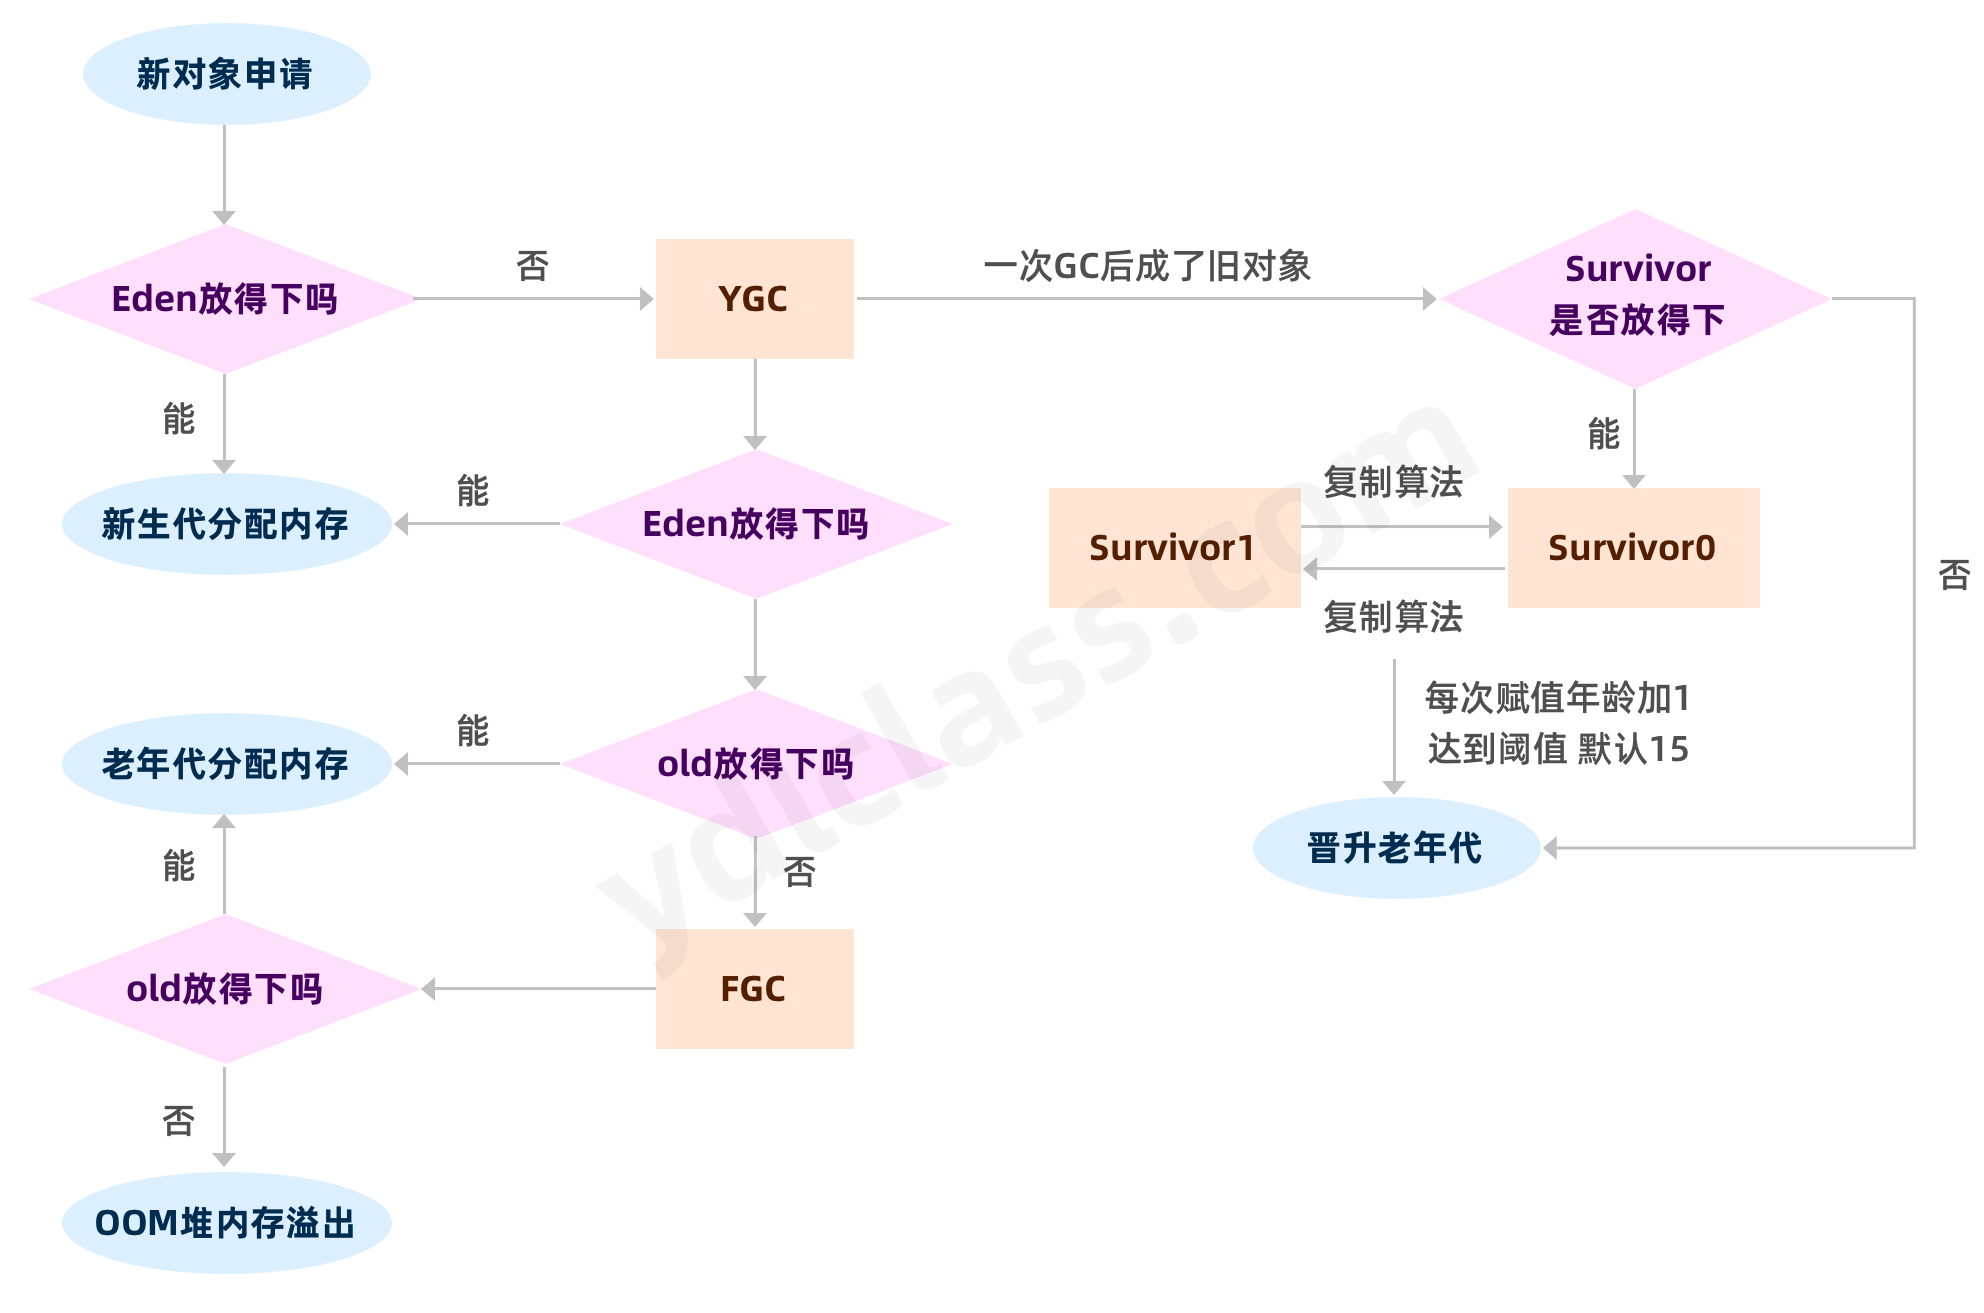 新对象申请
Eden放得下吗
否
YGC
一次GC后成了旧对象
Survivor
是否放得下
能
能
新生代分配内存
能
Eden放得下吗
复制算法
Survivor1
Survivor0
复制算法
否
每次赋值年龄加1
达到阈值 默认15
老年代分配内存
能
old放得下吗
晋升老年代
能
否
old放得下吗
FGC
否
OOM堆内存溢出
ydlclass.com